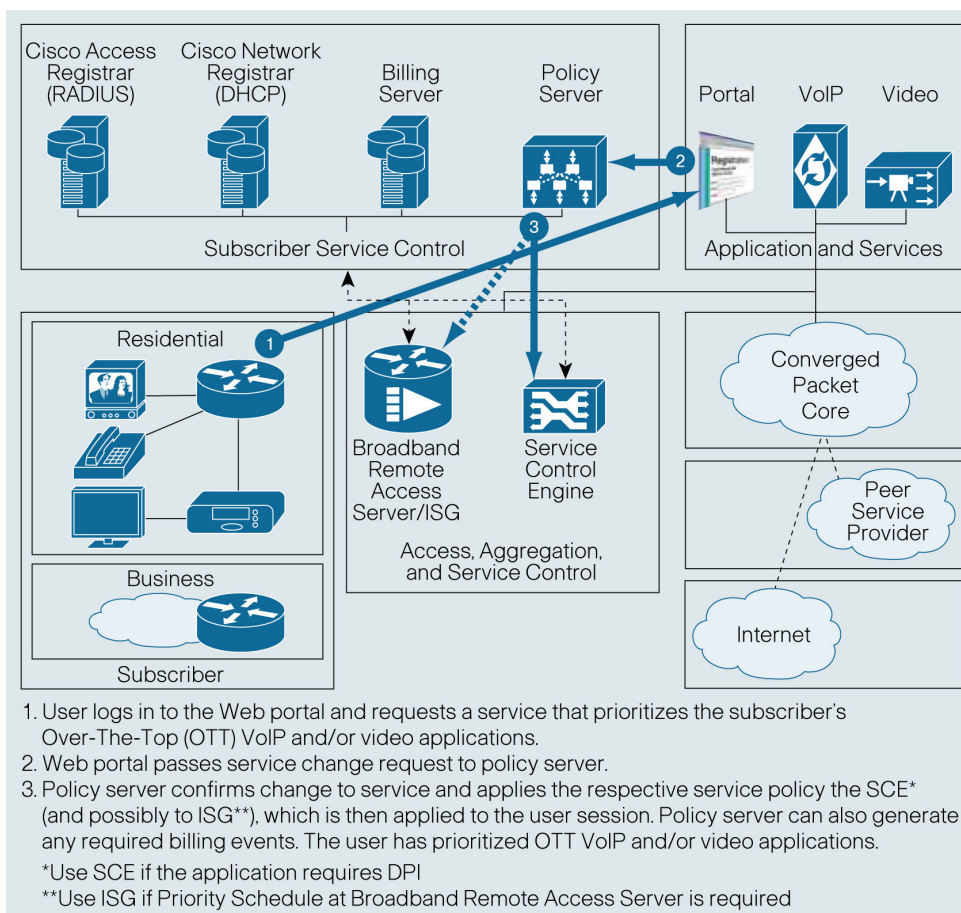 Cisco Access
Registrar
(RADIUS)
Cisco Network
Registrar
(DHCP)
Billing
Server
Policy
Server
Portal
VoIP
Video
Registration
2
3
Subscriber Service Control
Application and Services
1
Residential
Broadband
Remote
Access
Server/ISG
Service
Control
Engine
Access, Aggregation,
and Service Control
Converged
Packet
Core
Peer
Service
Provider
Internet
Business
Subscriber
1. User logs in to the Web portal and requests a service that prioritizes the subscriber's
Over-The-Top (OTT) VoIP and/or video applications.
2. Web portal passes service change request to policy server.
3. Policy server confirms change to service and applies the respective service policy the SCE*
(and possibly to ISG**), which is then applied to the user session. Policy server can also generate
any required billing events. The user has prioritized OTT VoIP and/or video applications.
*Use SCE if the application requires DPI
**Use ISG if Priority Schedule at Broadband Remote Access Server is required